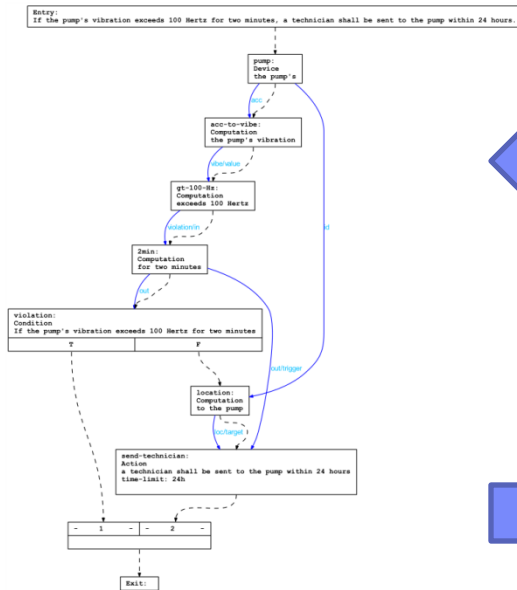 Entry:
If the pump's vibration exceeds 100 Hertz for two minutes, a technician shall be sent to the pump within 24 hours.
pump:
Device
the pump's
acc
acc-to-vibe:
Computation
the pump's vibration
vibe/value
gt-100-Hz:
Computation
exceeds 100 Hertz
violation/in
id
2min:
Computation
for two minutes
out
violation:
Condition
If the pump's vibration exceeds 100 Hertz for two minutes
T F
out/trigger
location:
Computation
to the pump
loc/target
send-technician:
Action
a technician shall be sent to the pump within 24 hours
time-limit: 24h
- 1 - - 2 -
Exit: